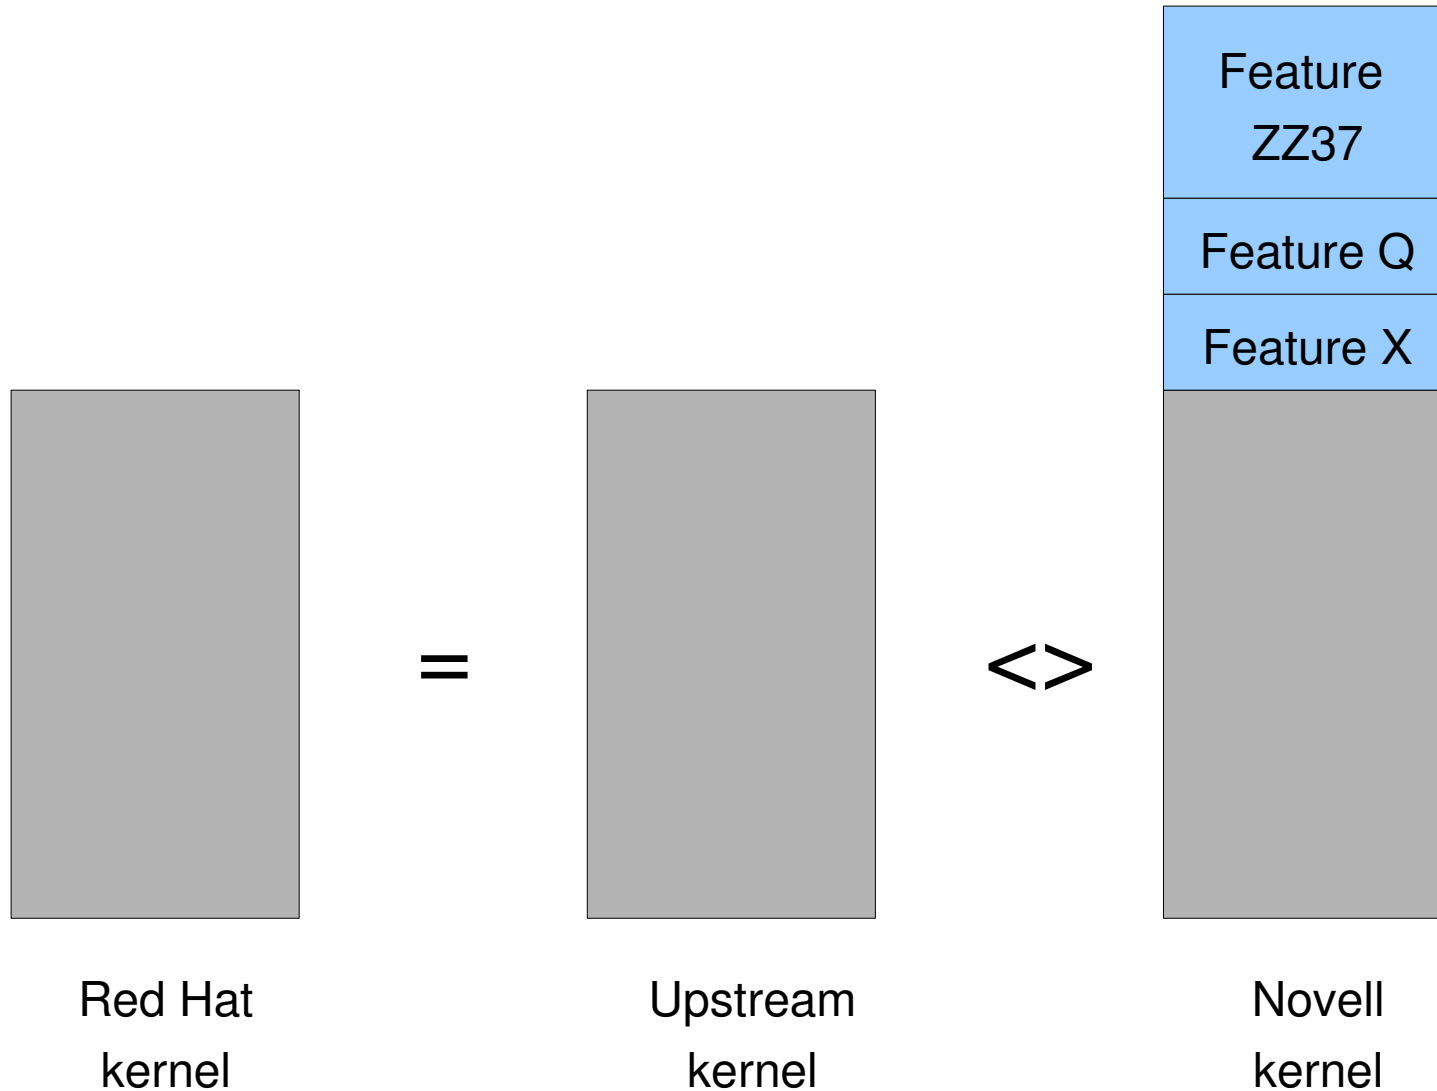 Feature
ZZ37
Feature Q
Feature X
=
<>
Red Hat
kernel
Upstream
kernel
Novell
kernel